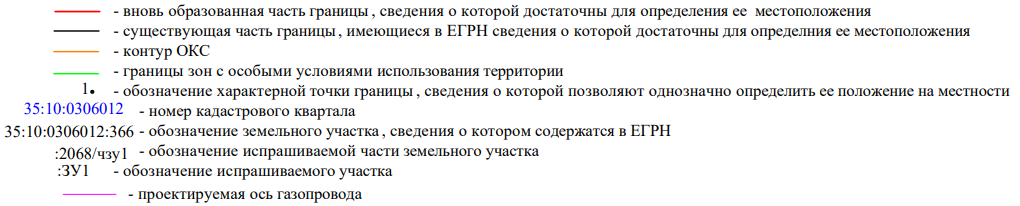 - вновь образованная часть границы, сведения о которой достаточны для определения ее местоположения
- существующая часть границы, имеющиеся в ЕГРН сведения о которой достаточны для определния ее местоположения
- контур ОКС
- границы зон с особыми условиями использования территории
1. - обозначение характерной точки границы, сведения о которой позволяют однозначно определить ее положение на местности
35:10:0306012 - номер кадастрового квартала
35:10:0306012:366 - обозначение земельного участка, сведения о котором содержатся в ЕГРН
:2068/чзу1 - обозначение испрашиваемой части земельного участка
:ЗУ1 - обозначение испрашиваемого участка
- проектируемая ось газопровода